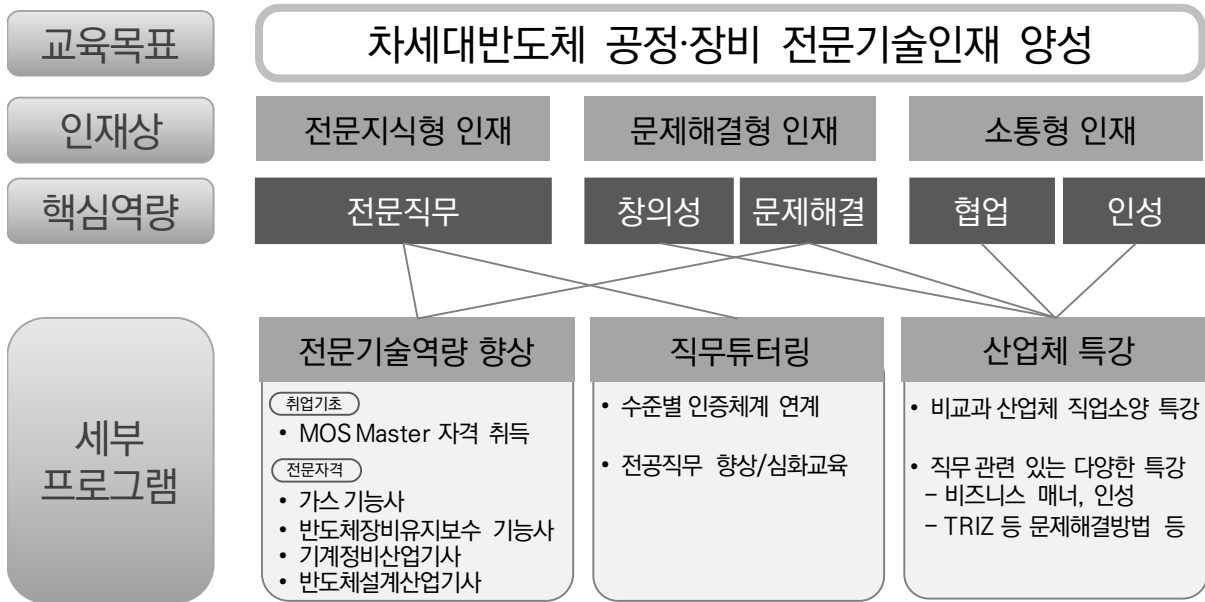 교육목표
차세대반도체 공정·장비 전문기술인재 양성
인재상
전문지식형 인재
문제해결형 인재
소통형 인재
핵심역량
전문직무
창의성
문제해결
협업
인성
세부
프로그램
전문기술역량 향상
취업기초
• MOS Master 자격 취득
전문자격
• 가스 기능사
• 반도체장비유지보수 기능사
• 기계정비산업기사
• 반도체설계산업기사
직무튜터링
• 수준별 인증체계 연계
• 전공직무 향상/심화교육
산업체 특강
• 비교과 산업체 직업소양 특강
• 직무 관련 있는 다양한 특강
– 비즈니스 매너, 인성
– TRIZ 등 문제해결방법 등